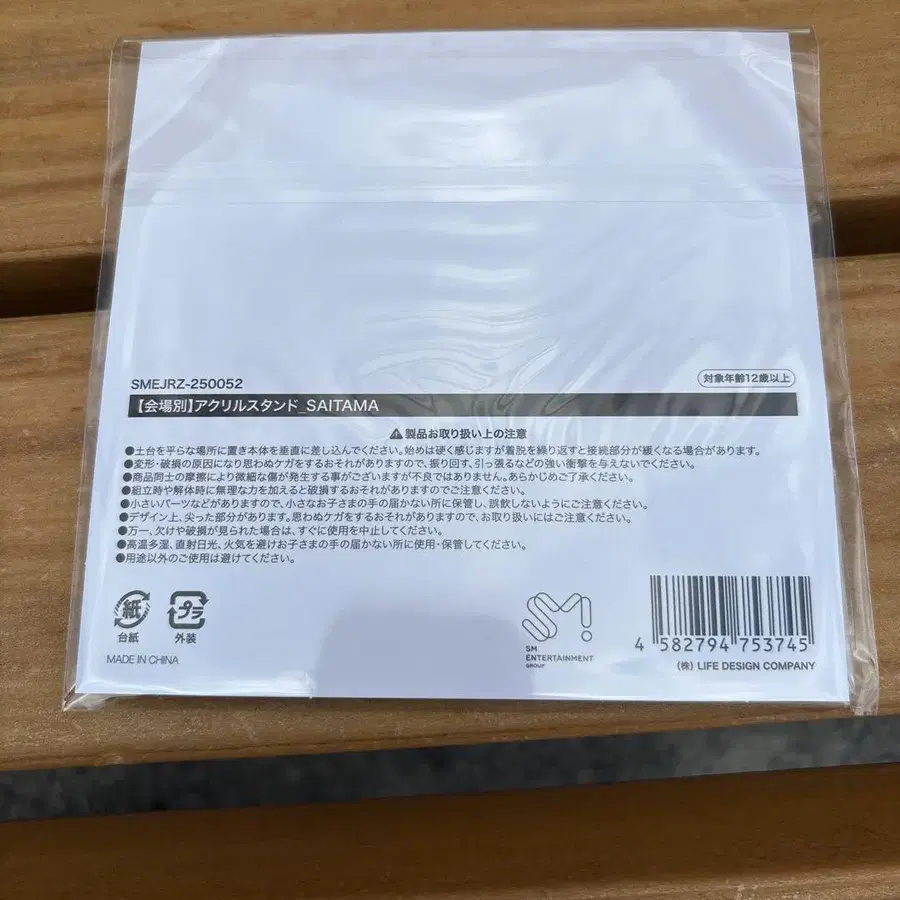 SMEJRZ-250052
対象年齢12歳以上
【会場別】アクリルスタンド_SAITAMA
製品お取り扱い上の注意
●土台を平らな場所に置き本体を垂直に差し込んでください。始めは硬く感じますが着脱を繰り返すと接続部分が緩くなる場合があります。
●変形・破損の原因になり思わぬケガをするおそれがありますので、振り回す、引っ張るなどの強い衝撃を与えないでください。
●商品同士の摩擦により微細な傷が発生する事がございますが不良ではありません。あらかじめご了承ください。
●組立時や解体時に無理な力を加えると破損するおそれがありますのでご注意ください。
●小さいパーツなどがありますので、小さなお子さまの手の届かない所に保管し、誤飲しないようにご注意ください。
●デザイン上、尖った部分があります。思わぬケガをするおそれがありますので、お取り扱いにはご注意ください。
●万一、欠けや破損が見られた場合は、すぐに使用を中止してください。
●高温多湿、直射日光、火気を避けお子さまの手の届かない所に使用・保管してください。
●用途以外のご使用は避けてください。
紙
台紙
プラ
外装
MADE IN CHINA
SM!
SM
ENTERTAINMENT
GROUP
4 582794 753745
(株) LIFE DESIGN COMPANY